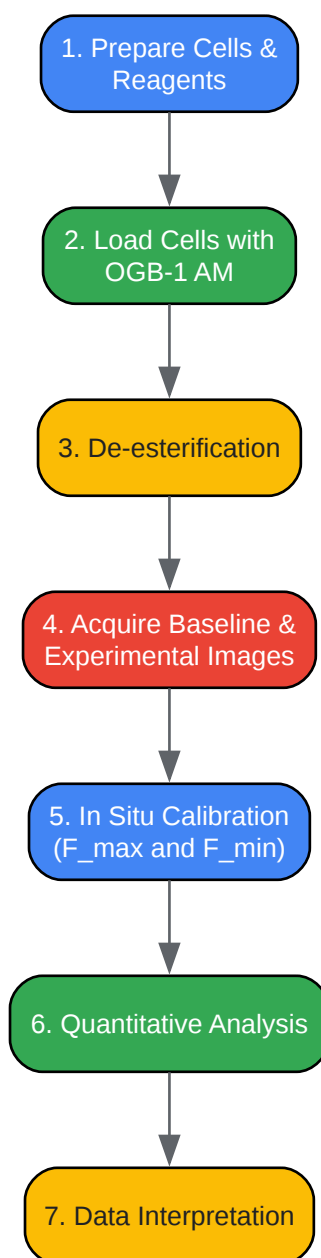 1. Prepare Cells &
Reagents
2. Load Cells with
OGB-1 AM
3. De-esterification
4. Acquire Baseline &
Experimental Images
5. In Situ Calibration
(F_max and F_min)
6. Quantitative Analysis
7. Data Interpretation